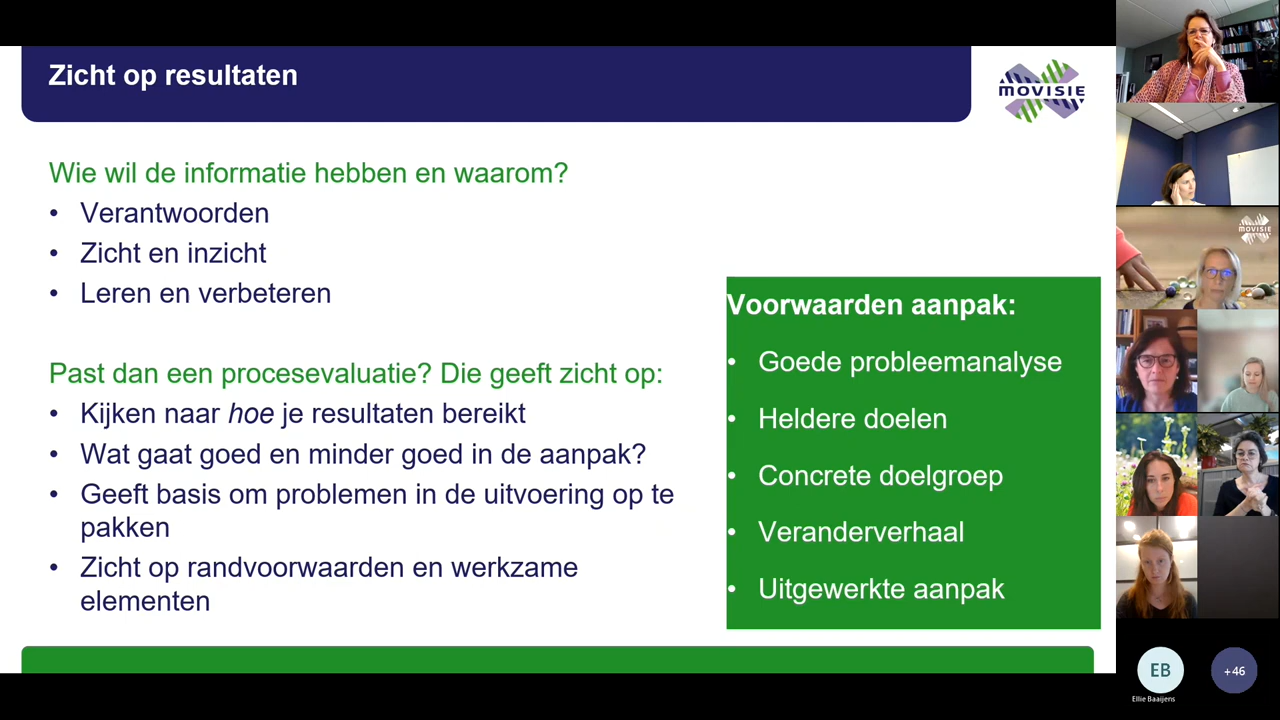 Zicht op resultaten
MOVISIE
Wie wil de informatie hebben en waarom?
• Verantwoorden
• Zicht en inzicht
• Leren en verbeteren
Past dan een procesevaluatie? Die geeft zicht op:
• Kijken naar hoe je resultaten bereikt
• Wat gaat goed en minder goed in de aanpak?
• Geeft basis om problemen in de uitvoering op te
pakken
• Zicht op randvoorwaarden en werkzame
elementen
Voorwaarden aanpak:
• Goede probleemanalyse
• Heldere doelen
• Concrete doelgroep
• Veranderverhaal
• Uitgewerkte aanpak
MOVISIE
EB
Ellie Baaijens
+46